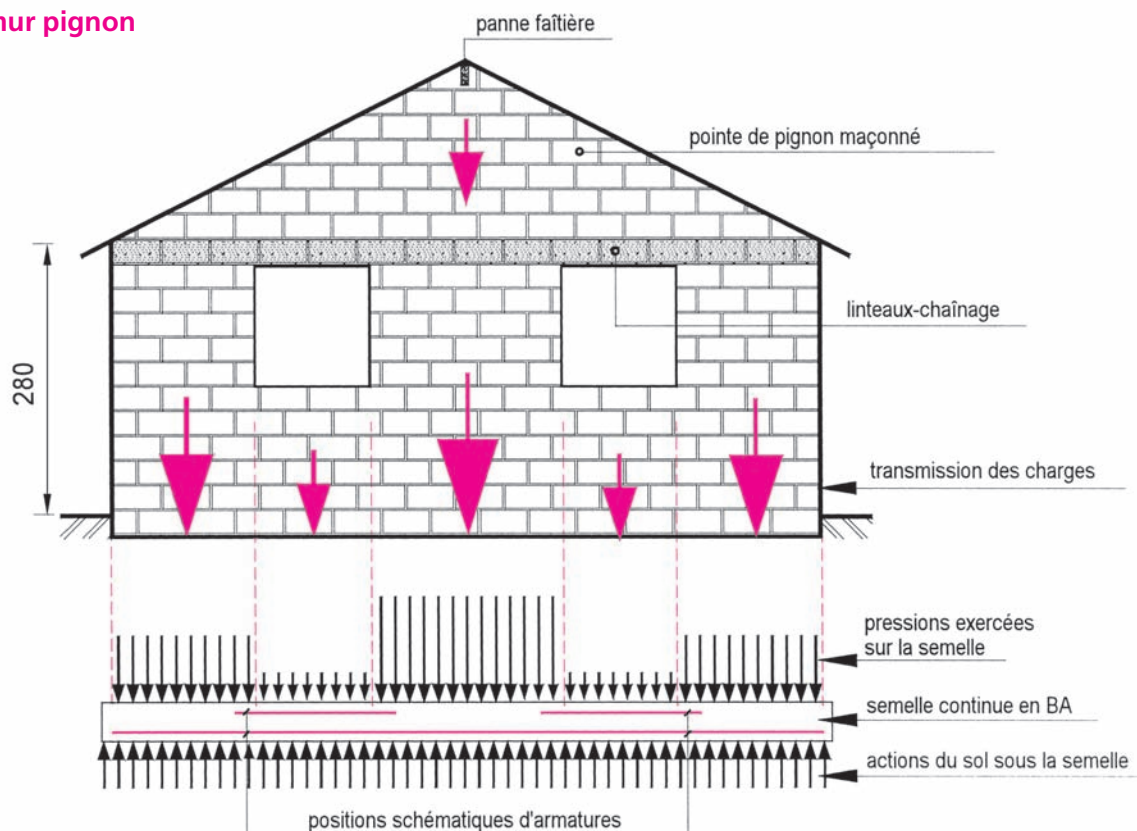 mur pignon
panne faîtière
pointe de pignon maçonné
linteaux-chaînage
280
transmission des charges
pressions exercées
sur la semelle
semelle continue en BA
actions du sol sous la semelle
positions schématiques d'armatures